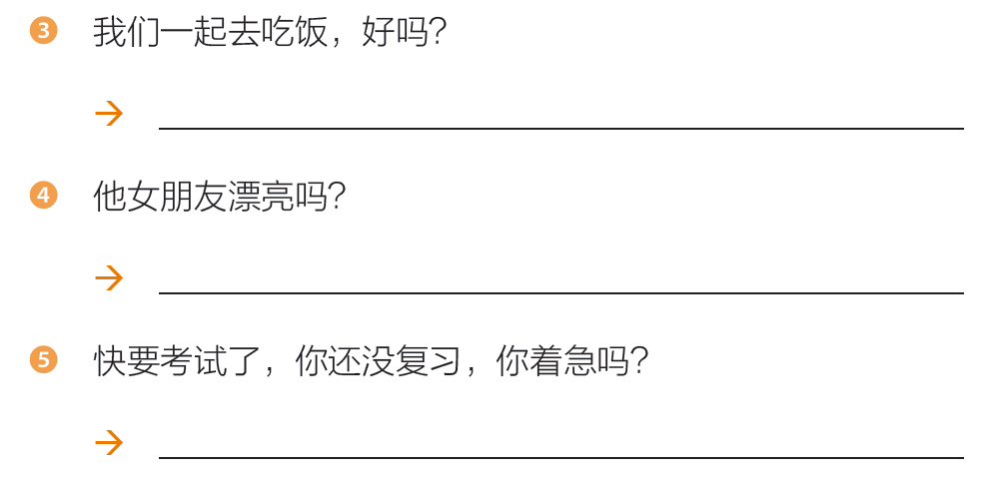 3 我们一起去吃饭，好吗？
→
4 他女朋友漂亮吗？
→
5 快要考试了，你还没复习，你着急吗？
→